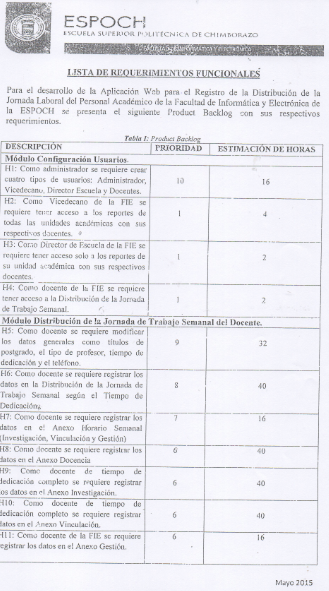 ESPOCH
ESCUELA SUPERIOR POLITÉCNICA DE CHIMBORAZO
LISTA DE REQUERIMIENTOS FUNCIONALES
Para el desarrollo de la Aplicación Web para el Registro de la Distribución de la
Jornada Laboral del Personal Académico de la Facultad de Informática y Electrónica de
la ESPOCH se presenta el siguiente Product Backlog con sus respectivos
requerimientos.
Tabla I: Product Backlog
DESCRIPCIÓN PRIORIDAD ESTIMACIÓN DE HORAS
Módulo Configuración Usuarios.
H1: Como administrador se requiere crear
cuatro tipos de usuarios: Administrador,
Vicedecano, Director Escuela y Docentes.
10 16
H2: Como Vicedecano de la FIE se
requiere tener acceso a los reportes de
todas las unidades académicas con sus
respectivos docentes.
1 4
H3: Como Director de Escuela de la FIE se
requiere tener acceso solo a los reportes de
su unidad académica con sus respectivos
docentes.
1 2
H4: Como docente de la FIE se requiere
tener acceso a la Distribución de la Jornada
de Trabajo Semanal.
1 2
Módulo Distribución de la Jornada de Trabajo Semanal del Docente.
H5: Como docente se requiere modificar
los datos generales como títulos de
postgrado, el tipo de profesor, tiempo de
dedicación y el teléfono.
9 32
H6: Como docente se requiere registrar los
datos en la Distribución de la Jornada de
Trabajo Semanal según el Tiempo de
Dedicación.
8 40
H7: Como docente se requiere registrar los
datos en el Anexo Horario Semanal
(Investigación, Vinculación y Gestión)
7 16
H8: Como docente se requiere registrar los
datos en el Anexo Docencia
6 40
H9: Como docente de tiempo de
dedicación completo se requiere registrar
los datos en el Anexo Investigación.
6 40
H10: Como docente de tiempo de
dedicación completo se requiere registrar
datos en el Anexo Vinculación.
6 40
H11: Como docente de la FIE se requiere
registrar los datos en el Anexo Gestión.
6 16
Mayo 2015